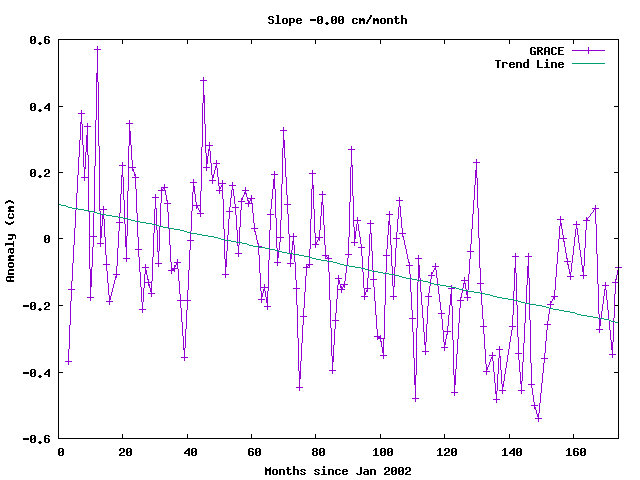 Slope -0.00 cm/month
GRACE
Trend Line
0.6
0.4
0.2
0
-0.2
-0.4
-0.6
Anomaly (cm)
0 20 40 60 80 100 120 140 160
Months since Jan 2002